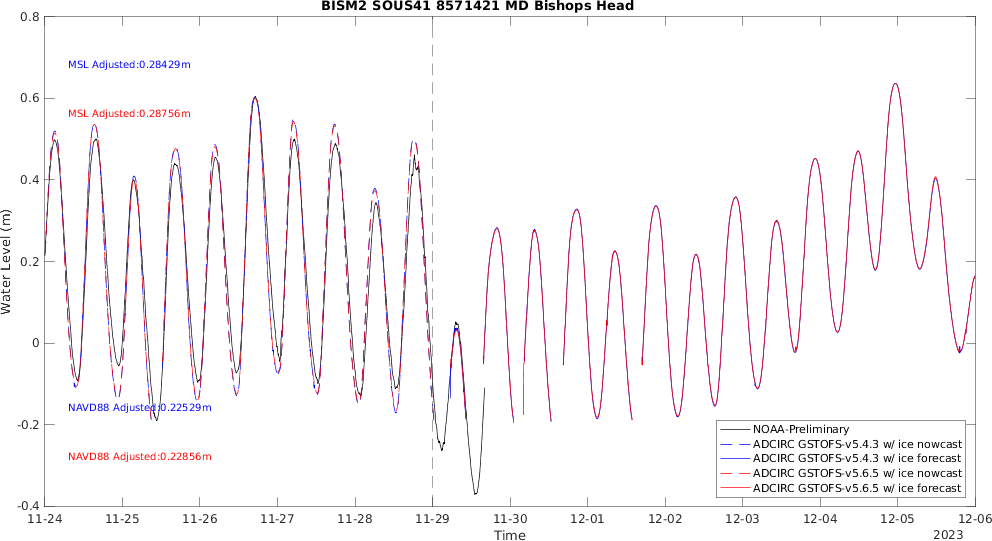 BISM2 SOUS41 8571421 MD Bishops Head
0.8
0.6
0.4
0.2
0
-0.2
-0.4
Water Level (m)
MSL Adjusted:0.28429m
MSL Adjusted:0.28756m
NAVD88 Adjusted:0.22529m
NAVD88 Adjusted:0.22856m
NOAA-Preliminary
ADCIRC GSTOFS-v5.4.3 w/ ice nowcast
ADCIRC GSTOFS-v5.4.3 w/ ice forecast
ADCIRC GSTOFS-v5.6.5 w/ ice nowcast
ADCIRC GSTOFS-v5.6.5 w/ ice forecast
11-24 11-25 11-26 11-27 11-28 11-29 11-30 12-01 12-02 12-03 12-04 12-05 12-06
Time
2023